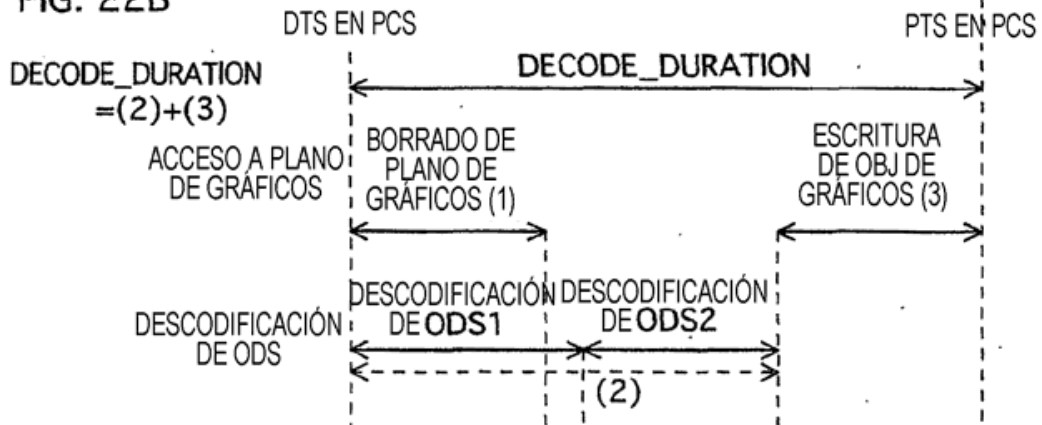 FIG. 22B
DTS EN PCS
PTS EN PCS
DECODE_DURATION
=(2)+(3)
DECODE_DURATION
ACCESO A PLANO
DE GRÁFICOS
BORRADO DE
PLANO DE
GRÁFICOS (1)
ESCRITURA
DE OBJ DE
GRÁFICOS (3)
DESCODIFICACIÓN
DE ODS
DESCODIFICACIÓN
DE ODS1
DESCODIFICACIÓN
DE ODS2
(2)